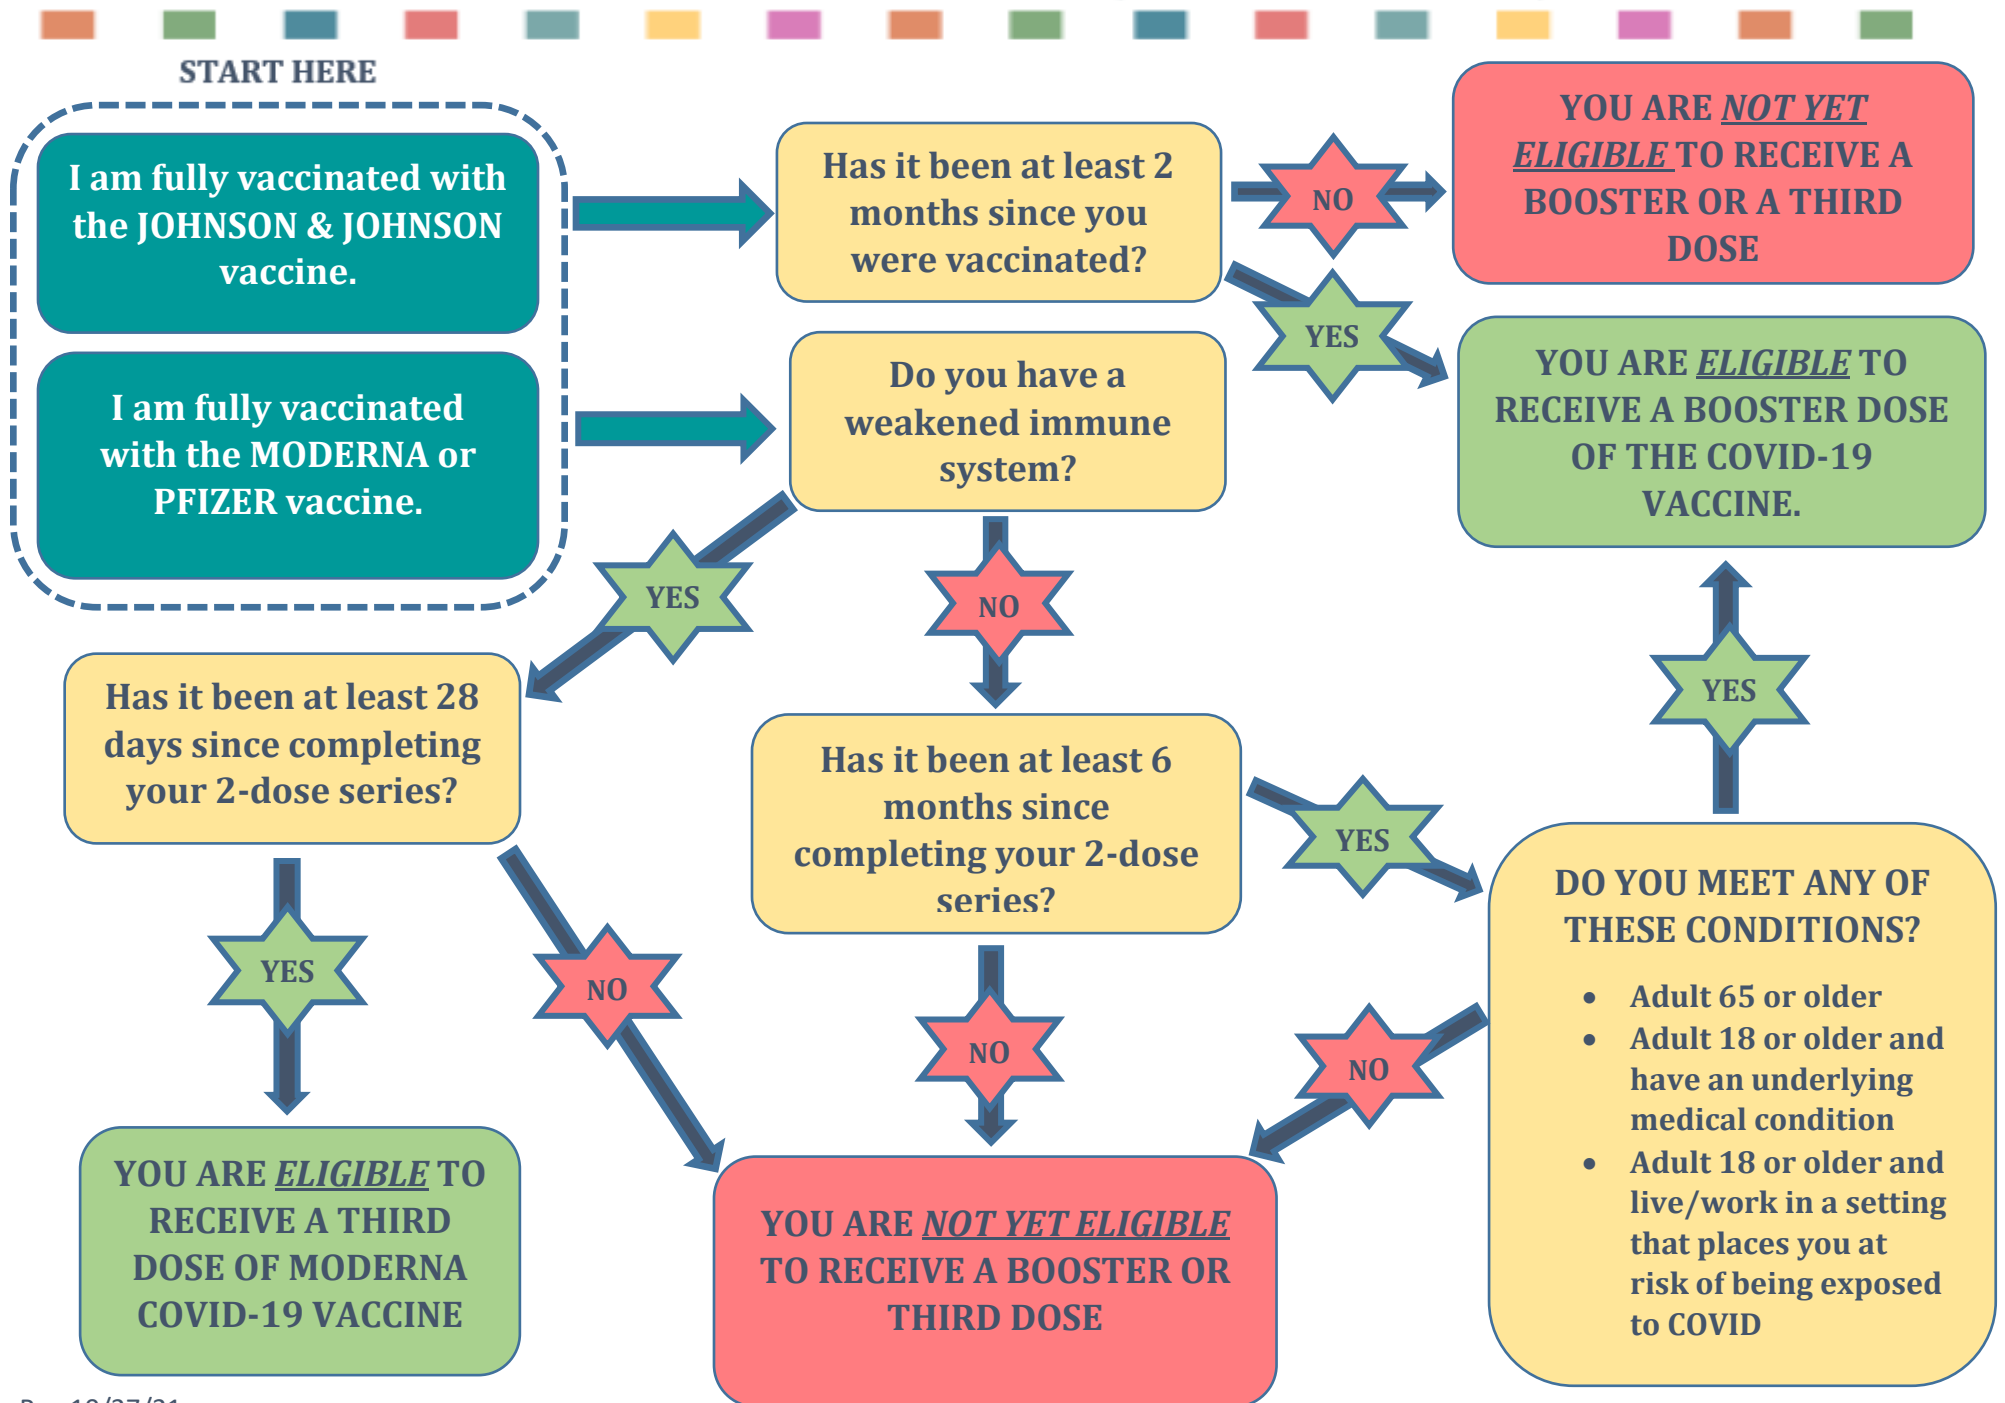 START HERE
I am fully vaccinated with
the JOHNSON & JOHNSON
vaccine.
Has it been at least 2
months since you
were vaccinated?
NO
YOU ARE NOT YET
ELIGIBLE TO RECEIVE A
BOOSTER OR A THIRD
DOSE
YES
YOU ARE ELIGIBLE TO
RECEIVE A BOOSTER DOSE
OF THE COVID-19
VACCINE.
I am fully vaccinated
with the MODERNA or
PFIZER vaccine.
Do you have a
weakened immune
system?
YES
NO
Has it been at least 28
days since completing
your 2-dose series?
YES
NO
Has it been at least 6
months since
completing your 2-dose
series?
YES
NO
YES
DO YOU MEET ANY OF
THESE CONDITIONS?
• Adult 65 or older
• Adult 18 or older and
have an underlying
medical condition
• Adult 18 or older and
live/work in a setting
that places you at
risk of being exposed
to COVID
NO
YOU ARE ELIGIBLE TO
RECEIVE A THIRD
DOSE OF MODERNA
COVID-19 VACCINE
YOU ARE NOT YET ELIGIBLE
TO RECEIVE A BOOSTER OR
THIRD DOSE
10/27/21